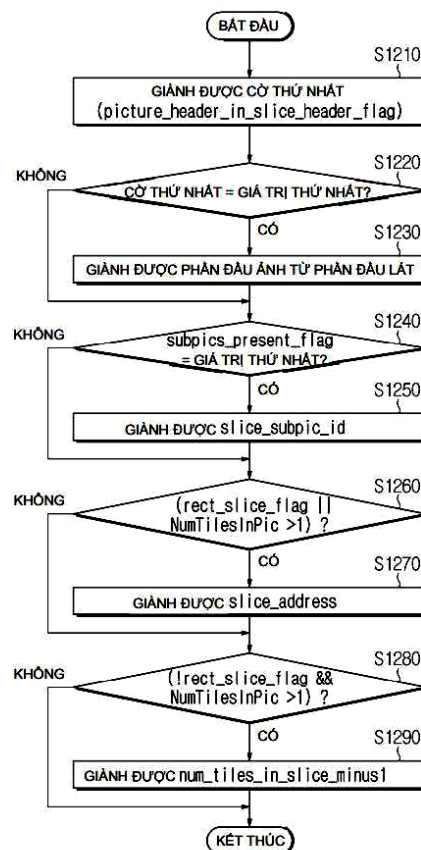 BẮT ĐẦU
S1210
GIÀNH ĐƯỢC CỜ THỨ NHẤT
(picture_header_in_slice_header_flag)
S1220
KHÔNG
CỜ THỨ NHẤT = GIÁ TRỊ THỨ NHẤT?
CÓ
S1230
GIÀNH ĐƯỢC PHẦN ĐẦU ẢNH TỪ PHẦN ĐẦU LÁT
S1240
KHÔNG
subpics_present_flag
= GIÁ TRỊ THỨ NHẤT?
CÓ
S1250
GIÀNH ĐƯỢC slice_subpic_id
S1260
KHÔNG
(rect_slice_flag ||
NumTilesInPic >1) ?
CÓ
S1270
GIÀNH ĐƯỢC slice_address
S1280
KHÔNG
(!rect_slice_flag &&
NumTilesInPic >1) ?
CÓ
S1290
GIÀNH ĐƯỢC num_tiles_in_slice_minus1
KẾT THÚC